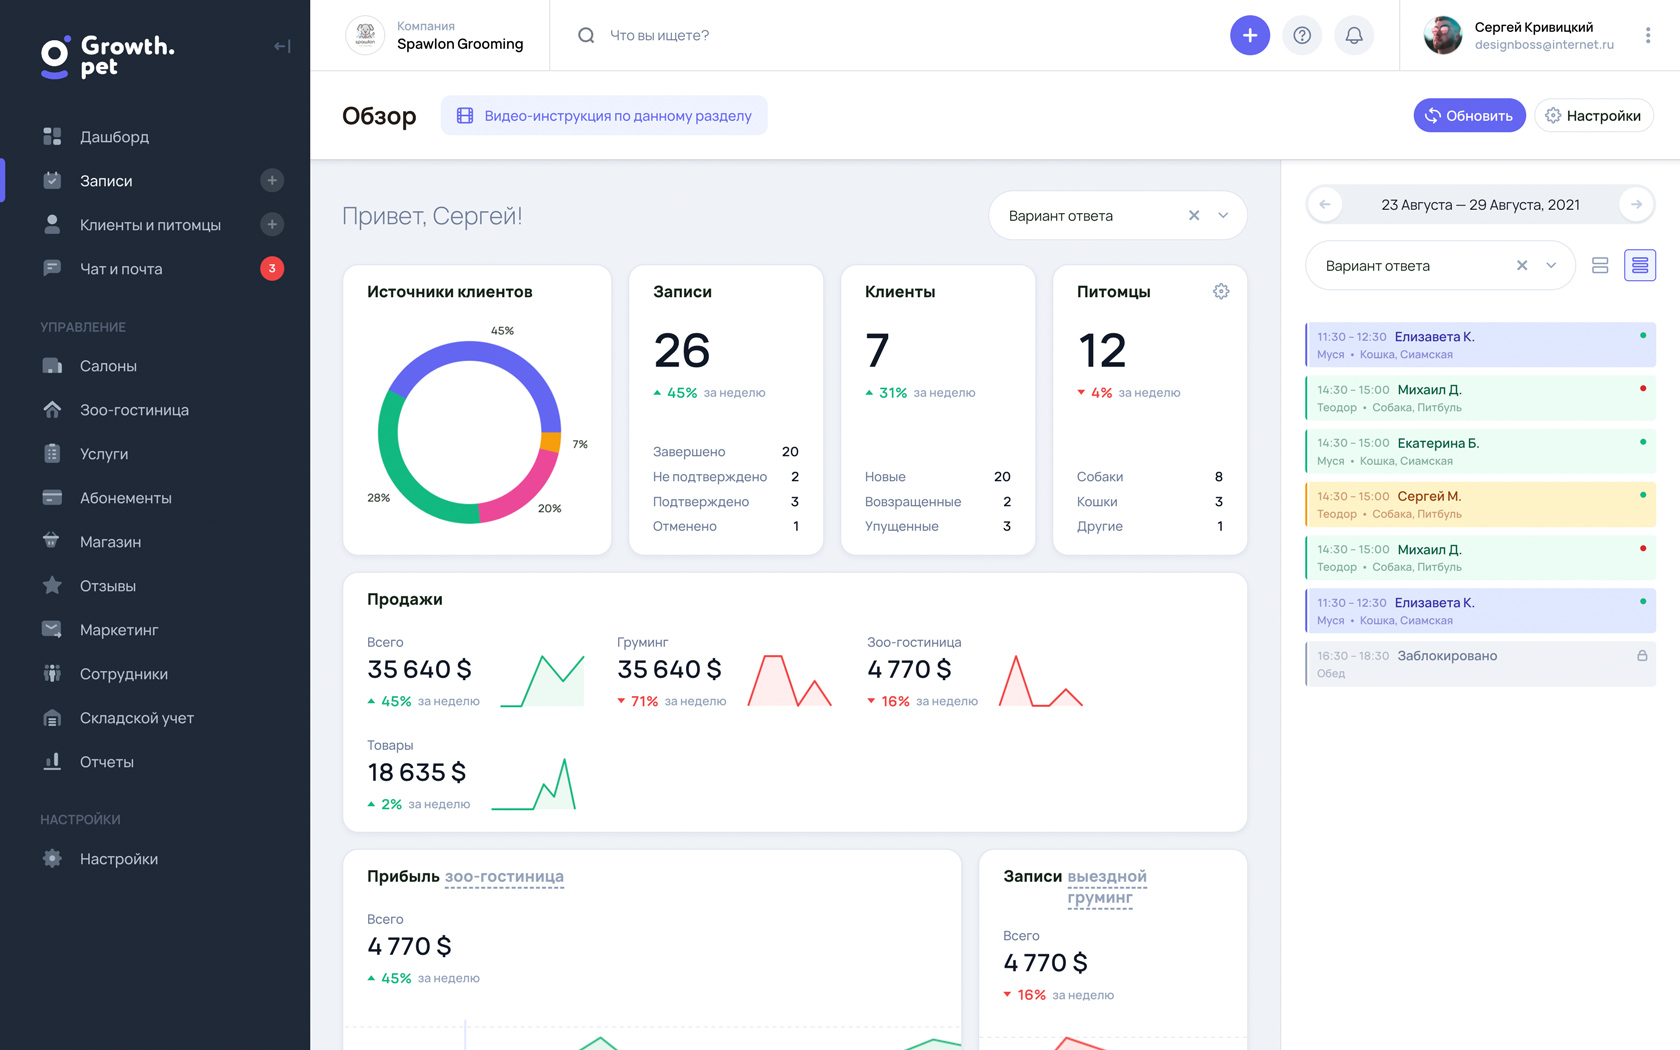 Growth.
pet
Дашборд
Записи
Клиенты и питомцы
Чат и почта
3
УПРАВЛЕНИЕ
Салоны
Зоо-гостиница
Услуги
Абонементы
Магазин
Отзывы
Маркетинг
Сотрудники
Складской учет
Отчеты
НАСТРОЙКИ
Настройки
Компания
Spawlon Grooming
Что вы ищете?
Сергей Кривицкий
designboss@internet.ru
Обзор
Видео-инструкция по данному разделу
Обновить
Настройки
Привет, Сергей!
Вариант ответа
Источники клиентов
45%
7%
28%
20%
Записи
26
45% за неделю
Завершено 20
Не подтверждено 2
Подтверждено 3
Отменено 1
Клиенты
7
31% за неделю
Новые 20
Вовзращенные 2
Упущенные 3
Питомцы
12
4% за неделю
Собаки 8
Кошки 3
Другие 1
Продажи
Всего
35 640 $
45% за неделю
Груминг
35 640 $
71% за неделю
Зоо-гостиница
4 770 $
16% за неделю
Товары
18 635 $
2% за неделю
Прибыль зоо-гостиница
Всего
4 770 $
45% за неделю
Записи выездной
груминг
Всего
4 770 $
16% за неделю
23 Августа — 29 Августа, 2021
Вариант ответа
11:30 - 12:30 Елизавета К.
Муся • Кошка, Сиамская
14:30 - 15:00 Михаил Д.
Теодор • Собака, Питбуль
14:30 - 15:00 Екатерина Б.
Муся • Кошка, Сиамская
14:30 - 15:00 Сергей М.
Теодор • Собака, Питбуль
14:30 - 15:00 Михаил Д.
Теодор • Собака, Питбуль
11:30 - 12:30 Елизавета К.
Муся • Кошка, Сиамская
16:30 - 18:30 Заблокировано
Обед